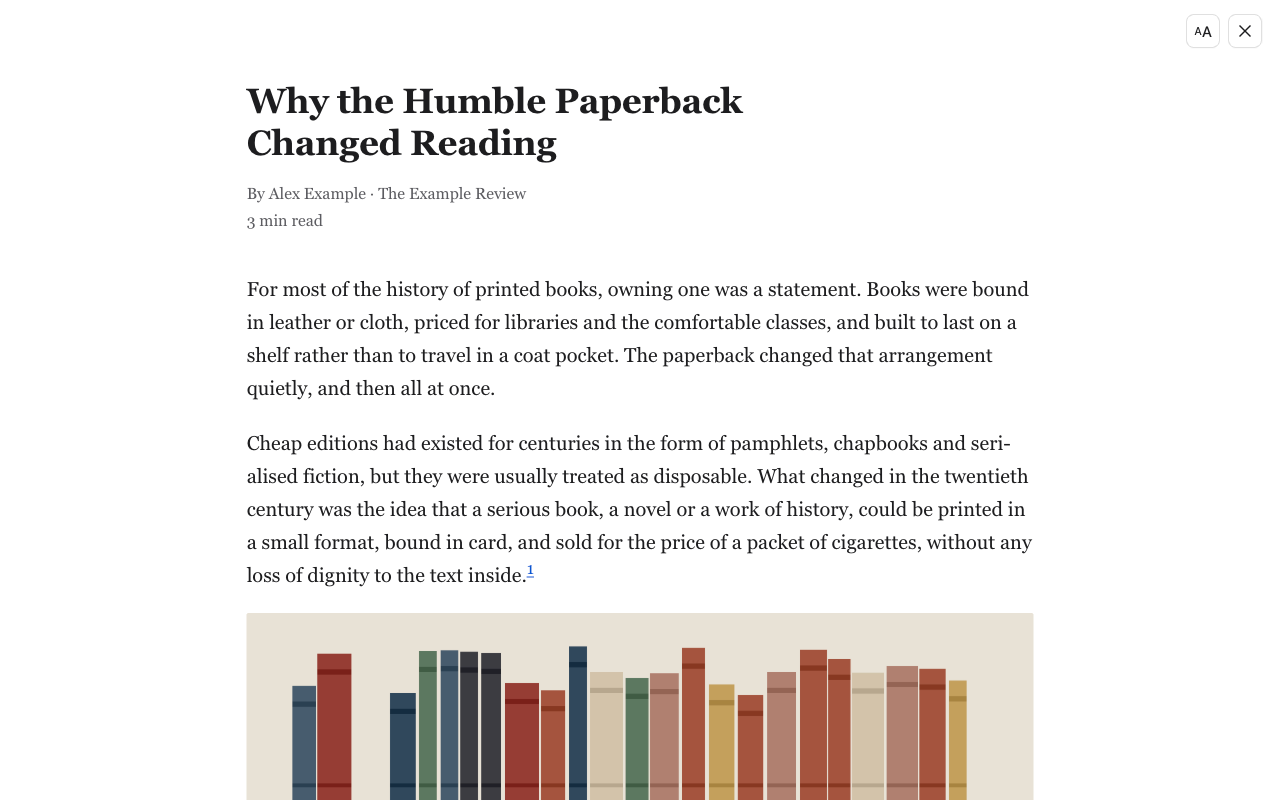 AA
Why the Humble Paperback
Changed Reading
By Alex Example · The Example Review
3 min read
For most of the history of printed books, owning one was a statement. Books were bound
in leather or cloth, priced for libraries and the comfortable classes, and built to last on a
shelf rather than to travel in a coat pocket. The paperback changed that arrangement
quietly, and then all at once.
Cheap editions had existed for centuries in the form of pamphlets, chapbooks and seri-
alised fiction, but they were usually treated as disposable. What changed in the twentieth
century was the idea that a serious book, a novel or a work of history, could be printed in
a small format, bound in card, and sold for the price of a packet of cigarettes, without any
loss of dignity to the text inside.1